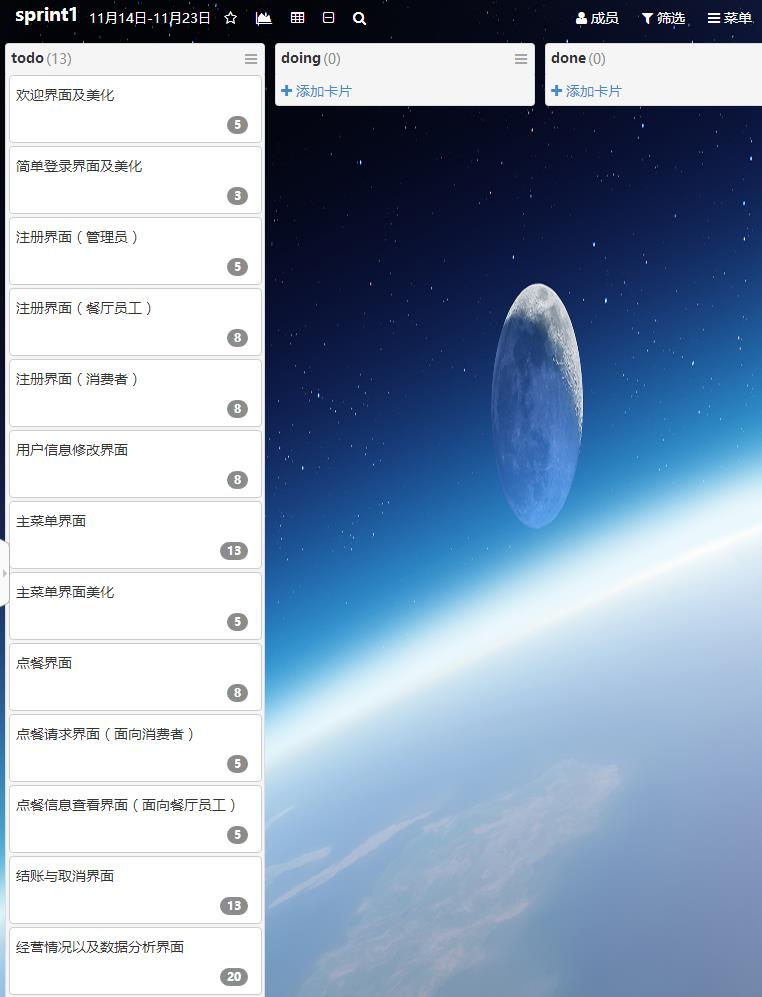 sprint1 11月14日-11月23日 成员 筛选 菜单
todo (13)
欢迎界面及美化
5
简单登录界面及美化
3
注册界面（管理员）
5
注册界面（餐厅员工）
8
注册界面（消费者）
8
用户信息修改界面
8
主菜单界面
13
主菜单界面美化
5
点餐界面
8
点餐请求界面（面向消费者）
5
点餐信息查看界面（面向餐厅员工）
5
结账与取消界面
13
经营情况以及数据分析界面
20
doing (0)
添加卡片
done (0)
添加卡片